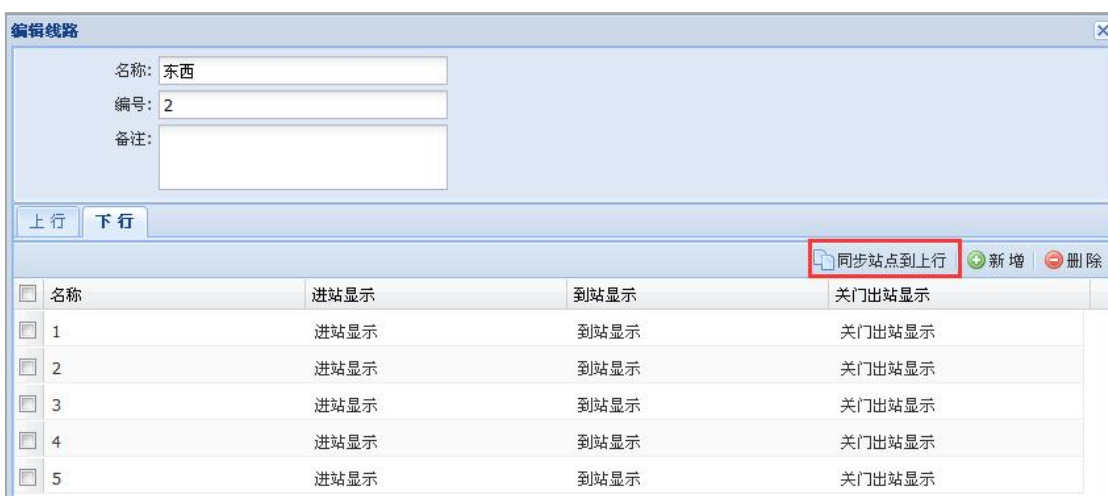 编辑线路
名称: 东西
编号: 2
备注:
上行 下行
同步站点到上行 新增 删除
名称 进站显示 到站显示 关门出站显示
1 进站显示 到站显示 关门出站显示
2 进站显示 到站显示 关门出站显示
3 进站显示 到站显示 关门出站显示
4 进站显示 到站显示 关门出站显示
5 进站显示 到站显示 关门出站显示